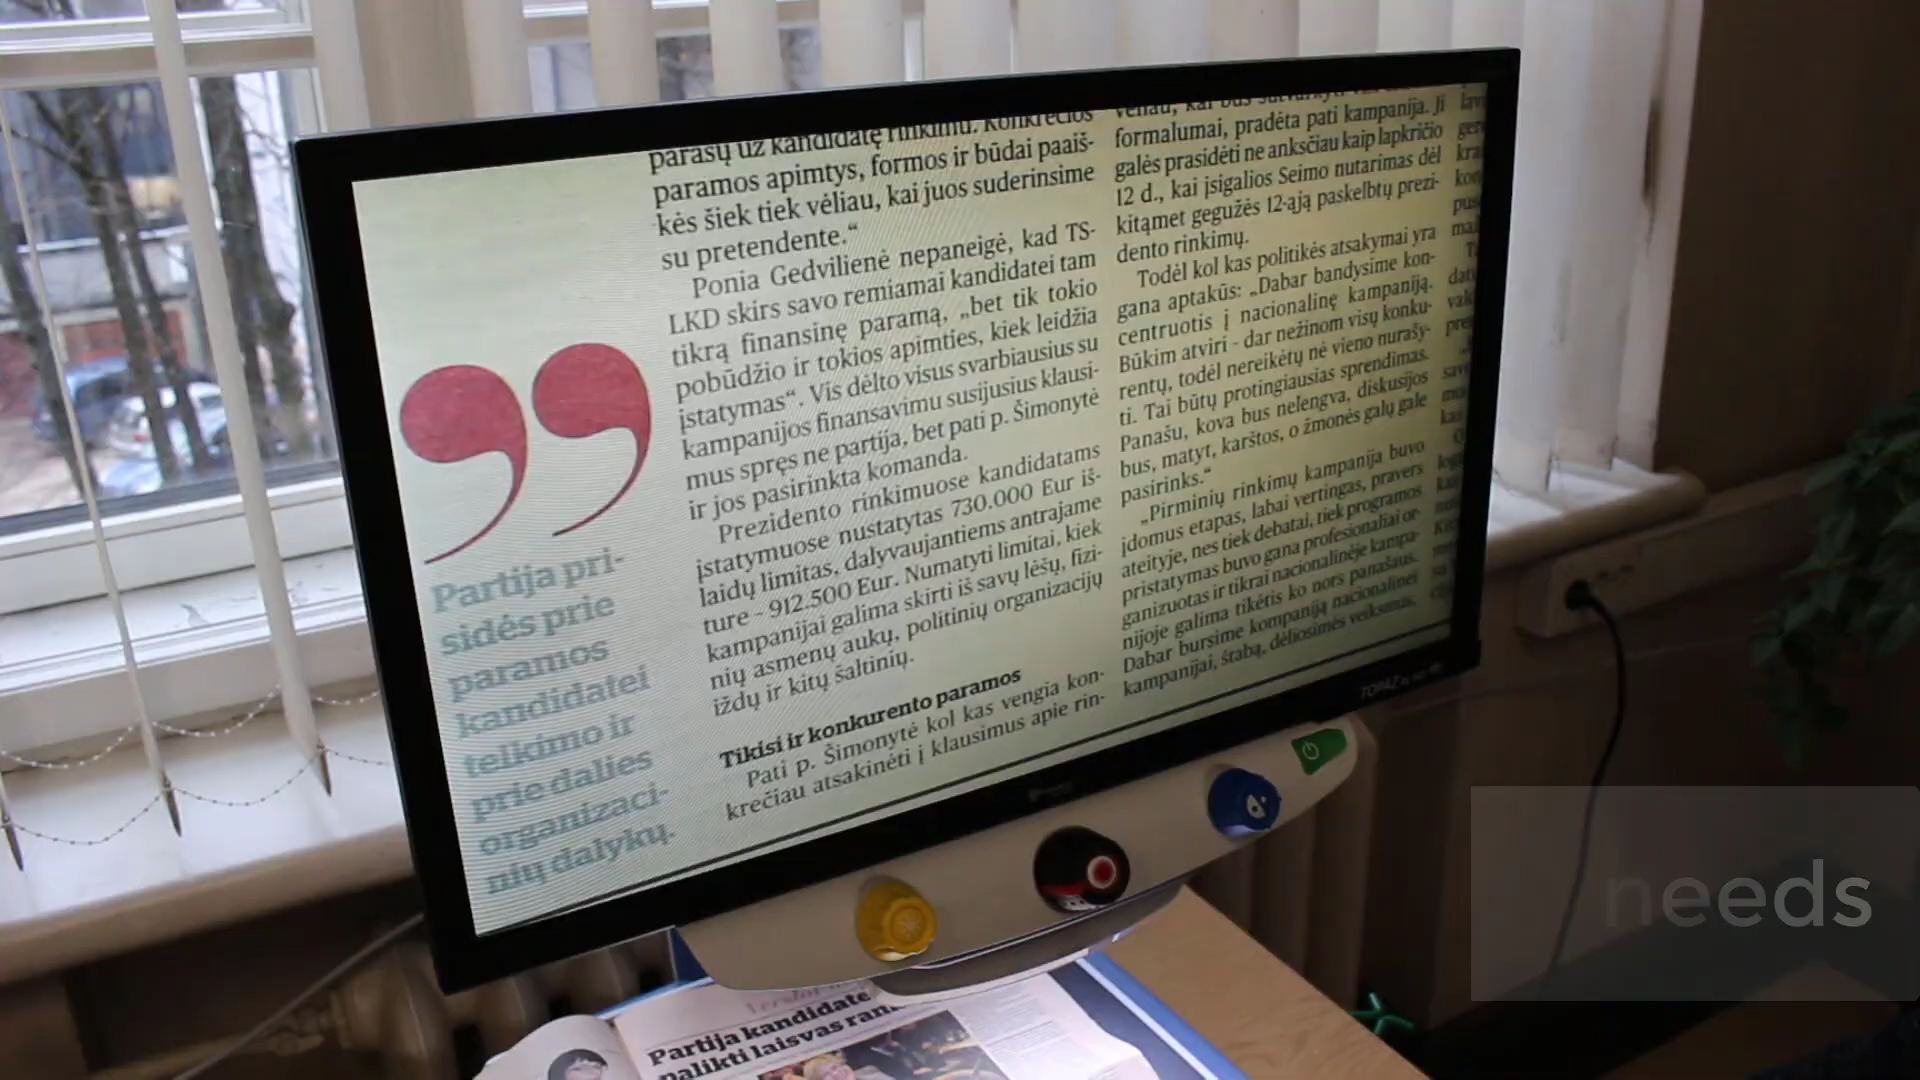 parašų už kandidatę rinkimu. Konkrečios
paramos apimtys, formos ir būdai paaiš-
kės šiek tiek vėliau, kai juos suderinsime
su pretendente.“
Ponia Gedvilienė nepaneigė, kad TS-
LKD skirs savo remiamai kandidatei tam
tikrą finansinę paramą, „bet tik tokio
pobūdžio ir tokios apimties, kiek leidžia
įstatymas“. Vis dėlto visus svarbiausius su
kampanijos finansavimu susijusius klausi-
mus spręs ne partija, bet pati p. Šimonytė
ir jos pasirinkta komanda.
Prezidento rinkimuose kandidatams
įstatymuose nustatytas 730.000 Eur iš-
laidų limitas, dalyvaujantiems antrajame
ture – 912.500 Eur. Numatyti limitai, kiek
kampanijai galima skirti iš savų lėšų, fizi-
nių asmenų aukų, politinių organizacijų
iždų ir kitų šaltinių.
Tikisi ir konkurento paramos
Pati p. Šimonytė kol kas vengia kon-
krečiau atsakinėti į klausimus apie rin-
vėliau, kai bus sutvarkyti
formalumai, pradėta pati kampanija. Ji
galės prasidėti ne anksčiau kaip lapkričio
12 d., kai įsigalios Seimo nutarimas dėl
kitąmet gegužės 12-ąją paskelbtų prezi-
dento rinkimų.
Todėl kol kas politikės atsakymai yra
gana aptakūs: „Dabar bandysime kon-
centruotis į nacionalinę kampaniją.
Būkim atviri – dar nežinom visų konku-
rentų, todėl nereikėtų nė vieno nurašy-
ti. Tai būtų protingiausias sprendimas.
Panašu, kova bus nelengva, diskusijos
bus, matyt, karštos, o žmonės galų gale
pasirinks.“
„Pirminių rinkimų kampanija buvo
įdomus etapas, labai vertingas, pravers
ateityje, nes tiek debatai, tiek programos
pristatymas buvo gana profesionaliai or-
ganizuotas ir tikrai nacionalinėje kampa-
nijoje galima tikėtis ko nors panašaus.
Dabar bursime kompaniją nacionalinei
kampanijai, štabą, dėliosimės veiksmus,
”
Partija pri-
sidės prie
paramos
kandidatei
telkimo ir
prie dalies
organizaci-
nių dalykų.
TOPAZ
Partija kandidatę
palikti laisvas ran
needs